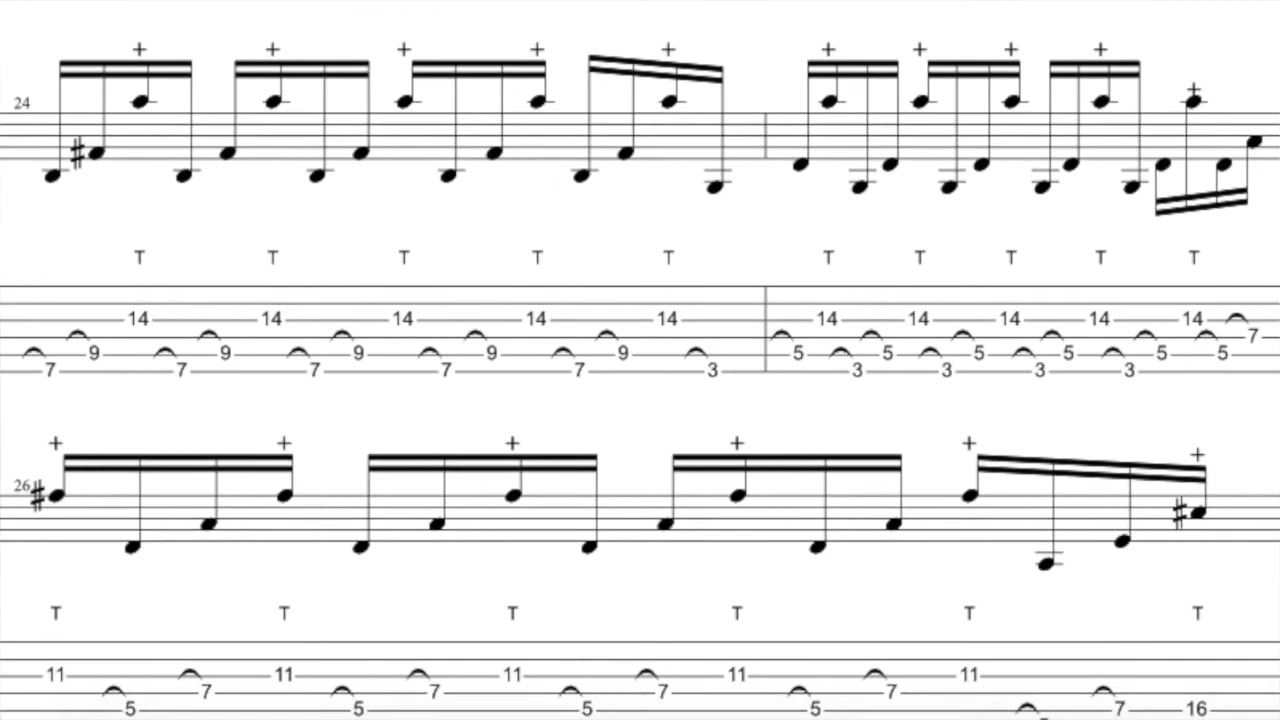 + + + + + + + + +
+
24
T T T T T T T T T T
14 14 14 14 14 14 14 14 14 14
7
9 9 9 9 9 5 5 5 5 5 5
7 7 7 7 7 3 3 3 3 3
+ + + + + +
26
T T T T T T
11 11 11 11 11
7 7 7 7
5 5 5 5 7 16